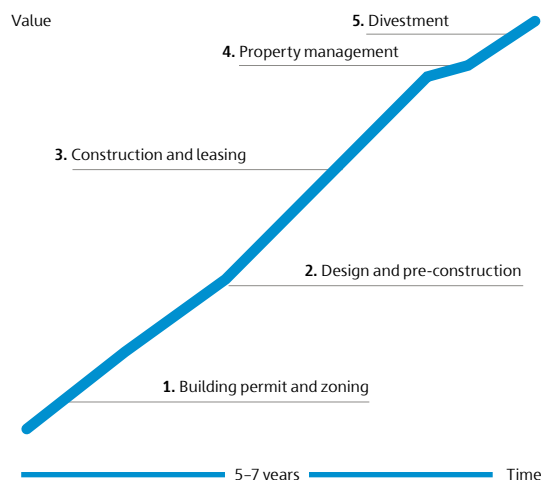 Value
5. Divestment
4. Property management
3. Construction and leasing
2. Design and pre-construction
1. Building permit and zoning
5–7 years
Time